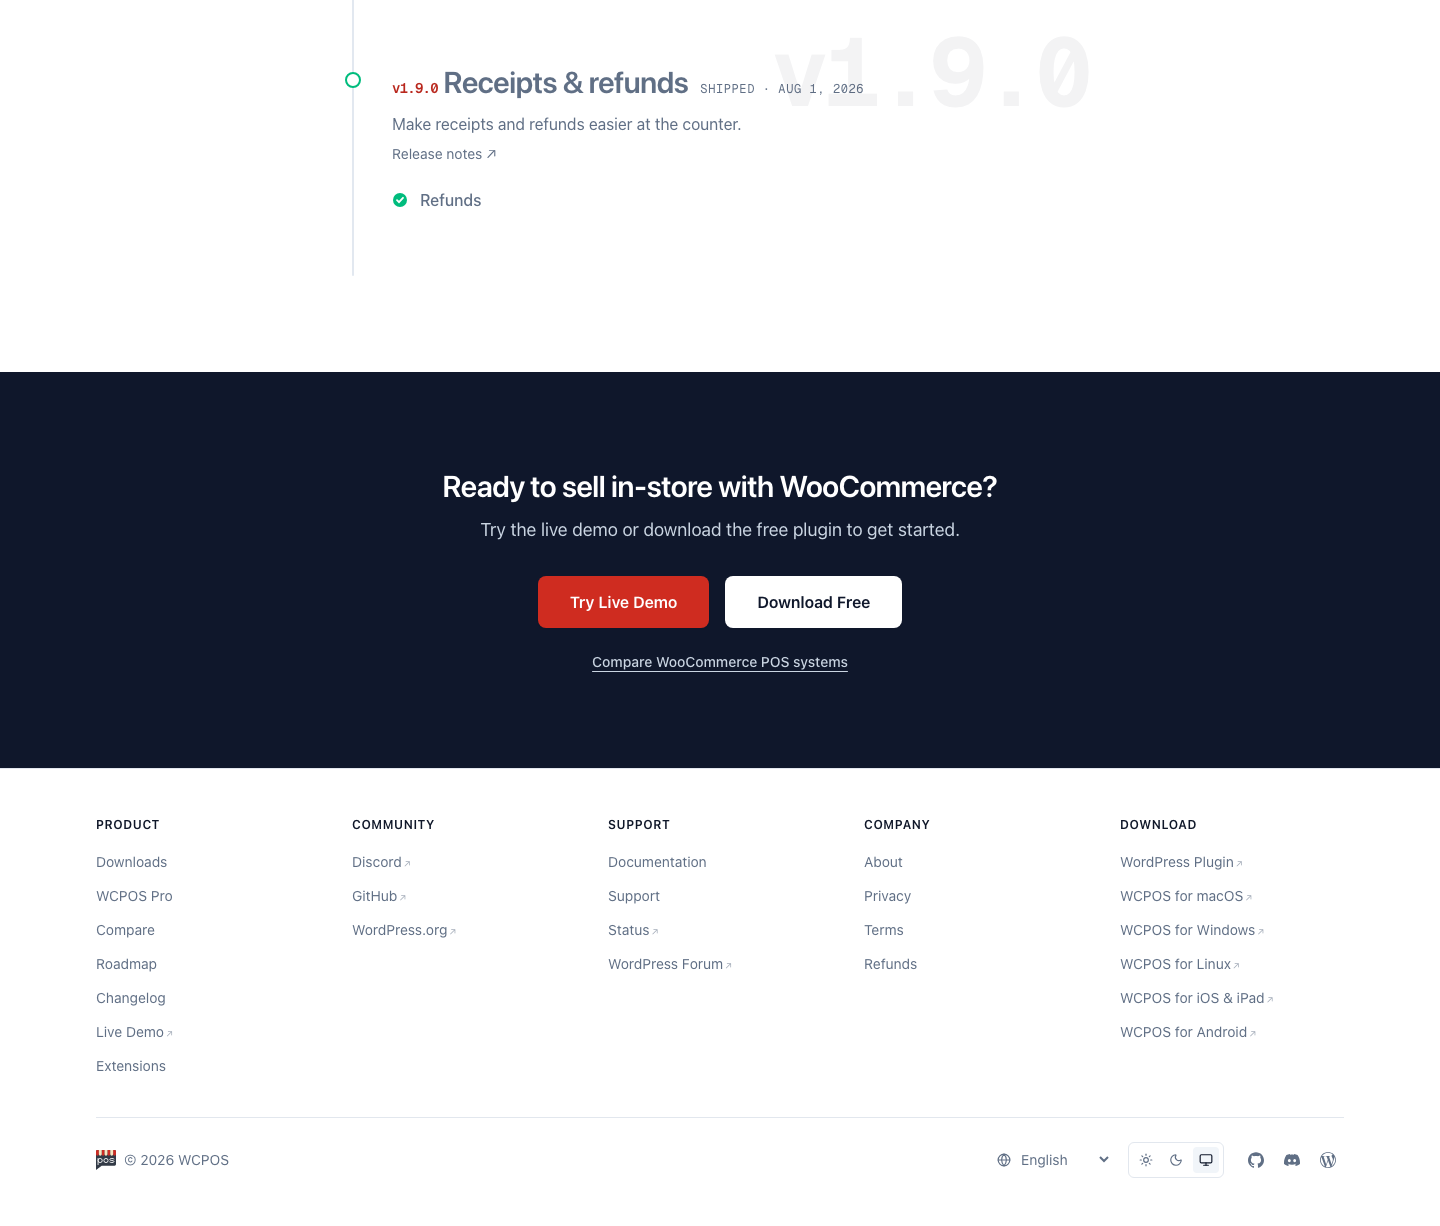 v1.9.0
v1.9.0 Receipts & refunds SHIPPED · AUG 1, 2026
Make receipts and refunds easier at the counter.
Release notes ↗
Refunds
Ready to sell in-store with WooCommerce?
Try the live demo or download the free plugin to get started.
Try Live Demo
Download Free
Compare WooCommerce POS systems
PRODUCT
Downloads
WCPOS Pro
Compare
Roadmap
Changelog
Live Demo ↗
Extensions
COMMUNITY
Discord ↗
GitHub ↗
WordPress.org ↗
SUPPORT
Documentation
Support
Status ↗
WordPress Forum ↗
COMPANY
About
Privacy
Terms
Refunds
DOWNLOAD
WordPress Plugin ↗
WCPOS for macOS ↗
WCPOS for Windows ↗
WCPOS for Linux ↗
WCPOS for iOS & iPad ↗
WCPOS for Android ↗
pos © 2026 WCPOS
English